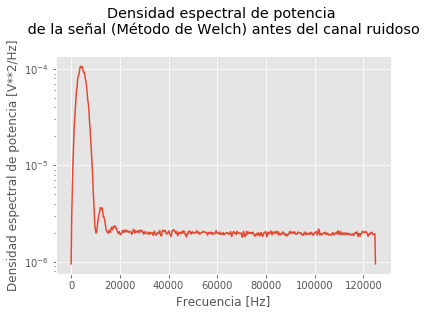 Densidad espectral de potencia
de la señal (Método de Welch) antes del canal ruidoso
Densidad espectral de potencia [V**2/Hz]
10⁻⁴
10⁻⁵
10⁻⁶
0 20000 40000 60000 80000 100000 120000
Frecuencia [Hz]